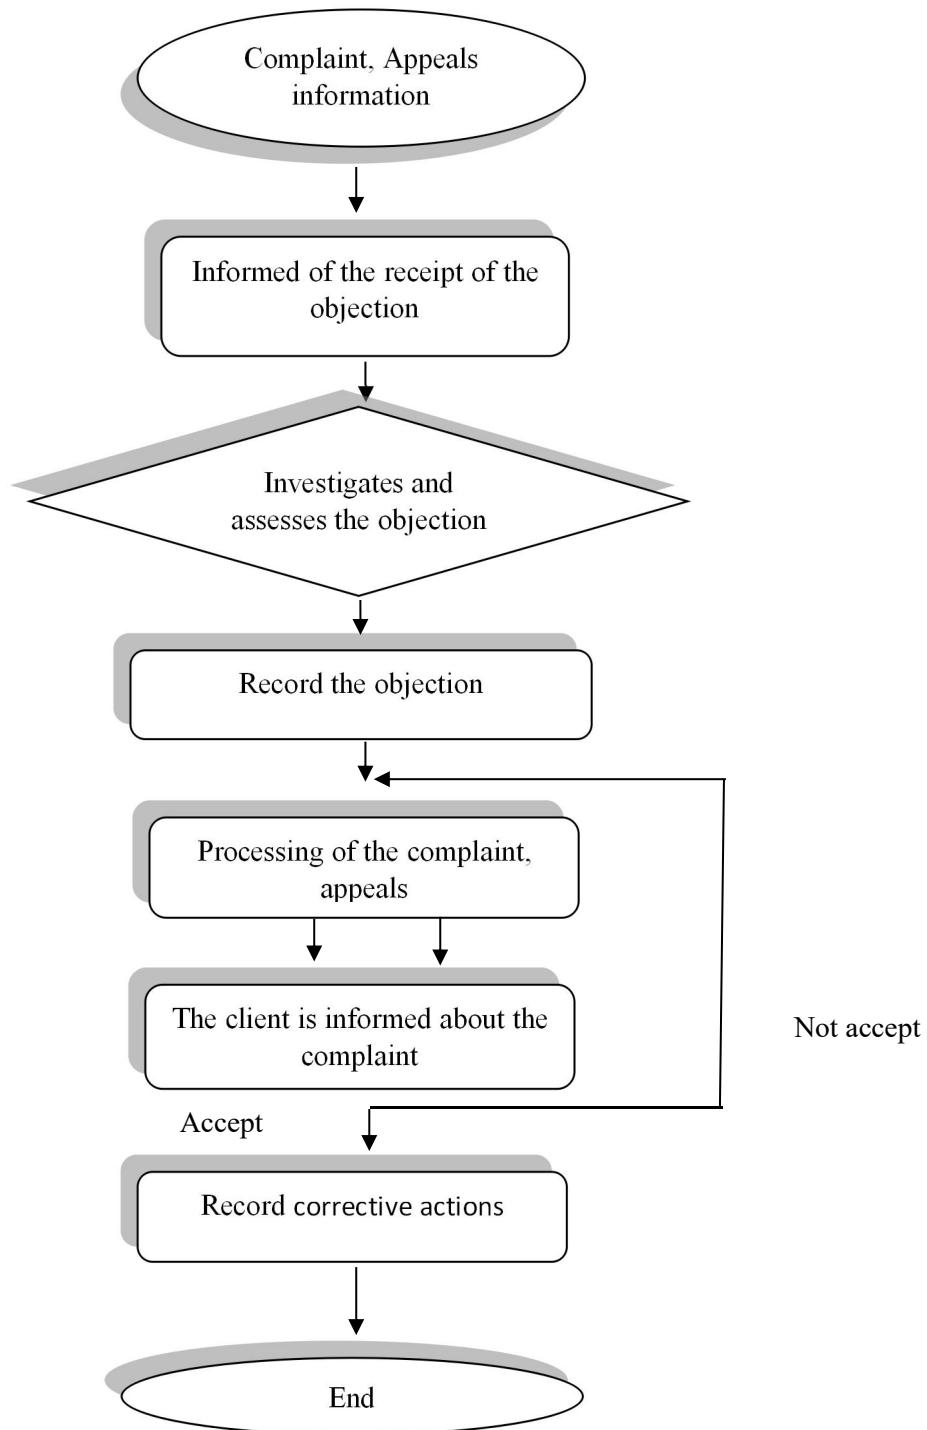 Complaint, Appeals
information
Informed of the receipt of the
objection
Investigates and
assesses the objection
Record the objection
Processing of the complaint,
appeals
The client is informed about the
complaint
Not accept
Accept
Record corrective actions
End